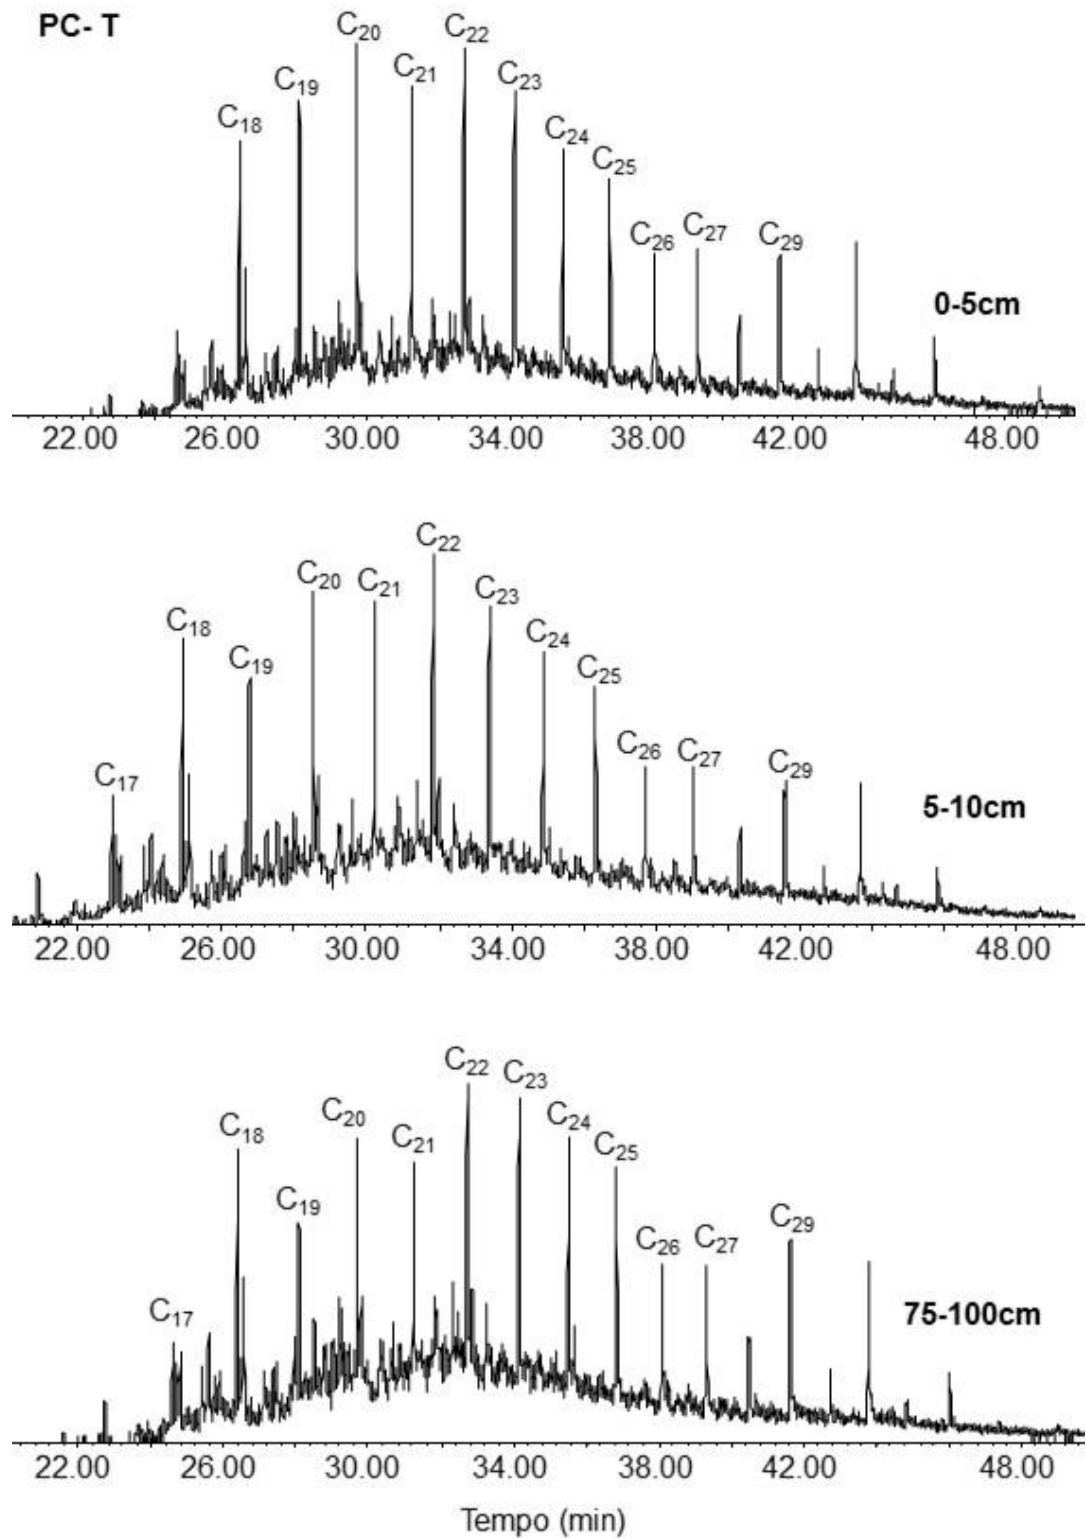 PC- T
C₁₈ C₁₉ C₂₀ C₂₁ C₂₂ C₂₃ C₂₄ C₂₅ C₂₆ C₂₇ C₂₉
0-5cm
22.00 26.00 30.00 34.00 38.00 42.00 48.00
C₁₇ C₁₈ C₁₉ C₂₀ C₂₁ C₂₂ C₂₃ C₂₄ C₂₅ C₂₆ C₂₇ C₂₉
5-10cm
22.00 26.00 30.00 34.00 38.00 42.00 48.00
C₁₇ C₁₈ C₁₉ C₂₀ C₂₁ C₂₂ C₂₃ C₂₄ C₂₅ C₂₆ C₂₇ C₂₉
75-100cm
22.00 26.00 30.00 34.00 38.00 42.00 48.00
Tempo (min)